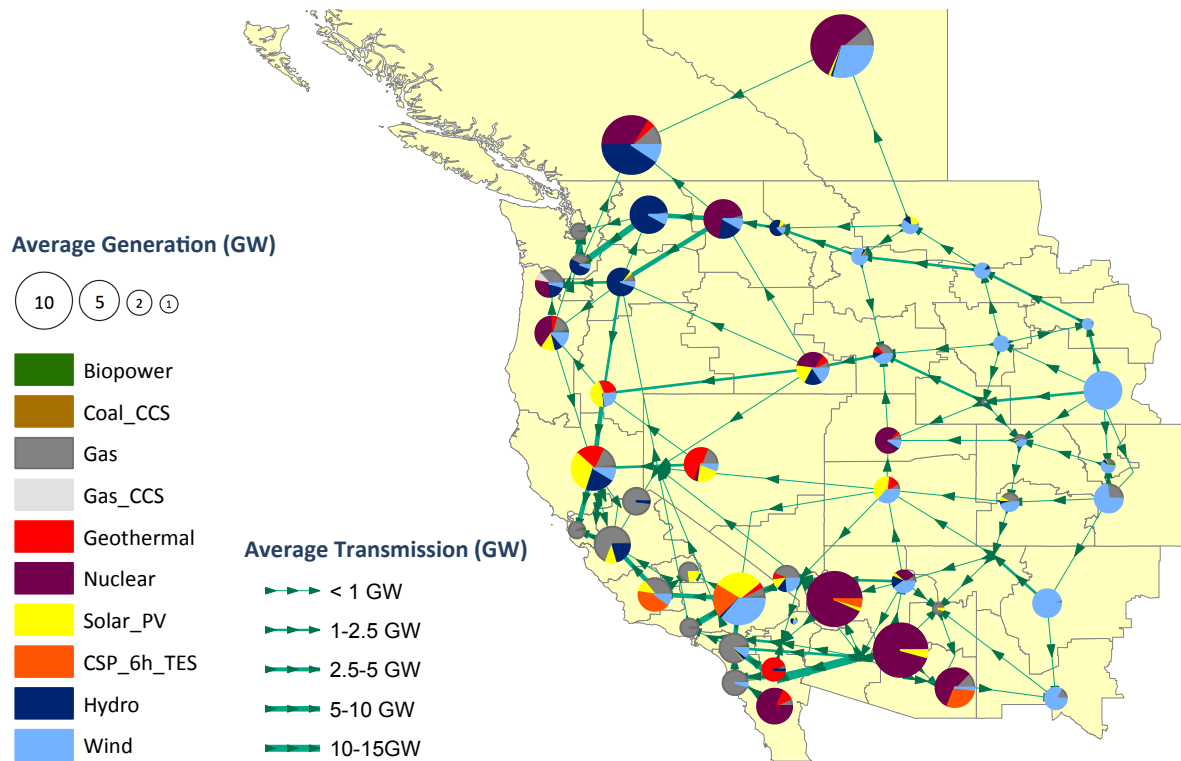 Average Generation (GW)
10 5 2 1
Biopower
Coal_CCS
Gas
Gas_CCS
Geothermal
Nuclear
Solar_PV
CSP_6h_TES
Hydro
Wind
Average Transmission (GW)
< 1 GW
1-2.5 GW
2.5-5 GW
5-10 GW
10-15GW